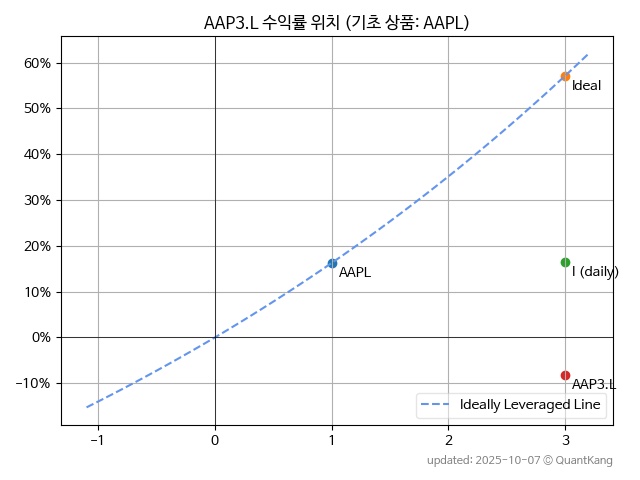 AAP3.L 수익률 위치 (기초 상품: AAPL)
60%
50%
40%
30%
20%
10%
0%
−10%
Ideal
AAPL
I (daily)
AAP3.L
Ideally Leveraged Line
−1 0 1 2 3
updated: 2025-10-07 © QuantKang